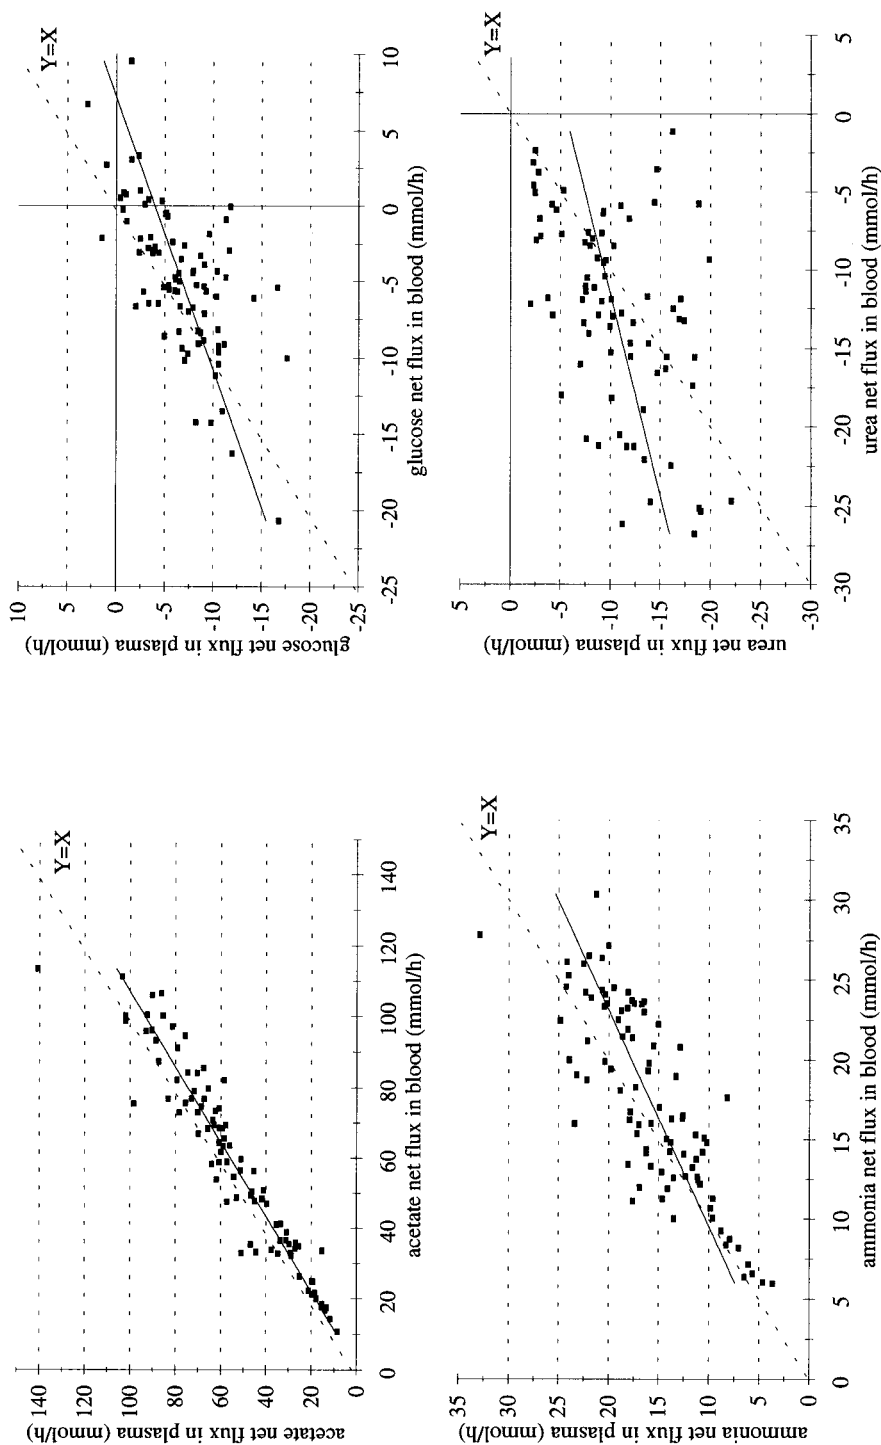 acetate net flux in plasma (mmol/h)
140
120
100
80
60
40
20
0
Y=X
0 20 40 60 80 100 120 140
acetate net flux in blood (mmol/h)
glucose net flux in plasma (mmol/h)
10
5
0
-5
-10
-15
-20
-25
Y=X
-25 -20 -15 -10 -5 0 5 10
glucose net flux in blood (mmol/h)
ammonia net flux in plasma (mmol/h)
35
30
25
20
15
10
5
0
Y=X
0 5 10 15 20 25 30 35
ammonia net flux in blood (mmol/h)
urea net flux in plasma (mmol/h)
5
0
-5
-10
-15
-20
-25
-30
Y=X
-30 -25 -20 -15 -10 -5 0 5
urea net flux in blood (mmol/h)